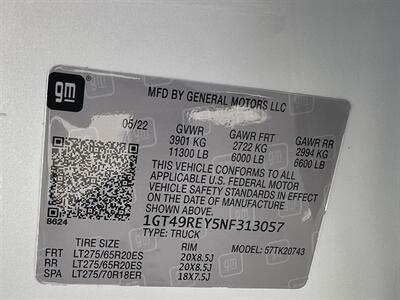 gm
MFD BY GENERAL MOTORS LLC
05/22
GVWR GAWR FRT GAWR RR
3901 KG 2722 KG 2994 KG
11300 LB 6000 LB 6600 LB
THIS VEHICLE CONFORMS TO ALL
APPLICABLE U.S. FEDERAL MOTOR
VEHICLE SAFETY STANDARDS IN EFFECT
ON THE DATE OF MANUFACTURE
SHOWN ABOVE.
8624
1GT49REY5NF313057
TYPE: TRUCK MODEL: 57TK20743
TIRE SIZE RIM
FRT LT275/65R20ES 20X8.5J
RR LT275/65R20ES 20X8.5J
SPA LT275/70R18ER 18X7.5J